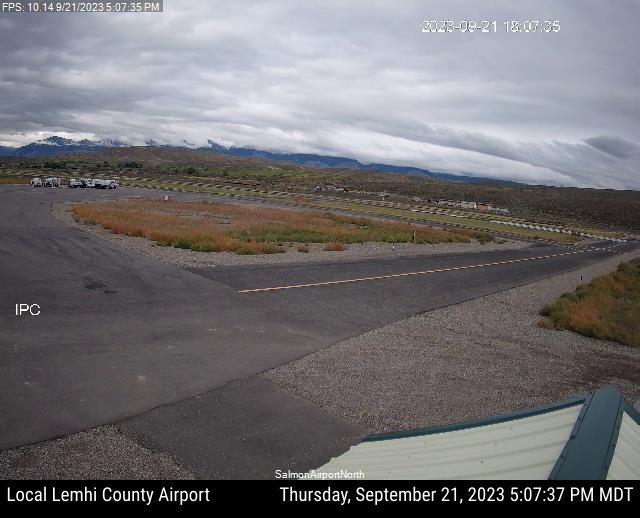 FPS: 10.14 9/21/2023 5:07:35 PM
2023-09-21 18:07:35
IPC
SalmonAirportNorth
Local Lemhi County Airport
Thursday, September 21, 2023 5:07:37 PM MDT